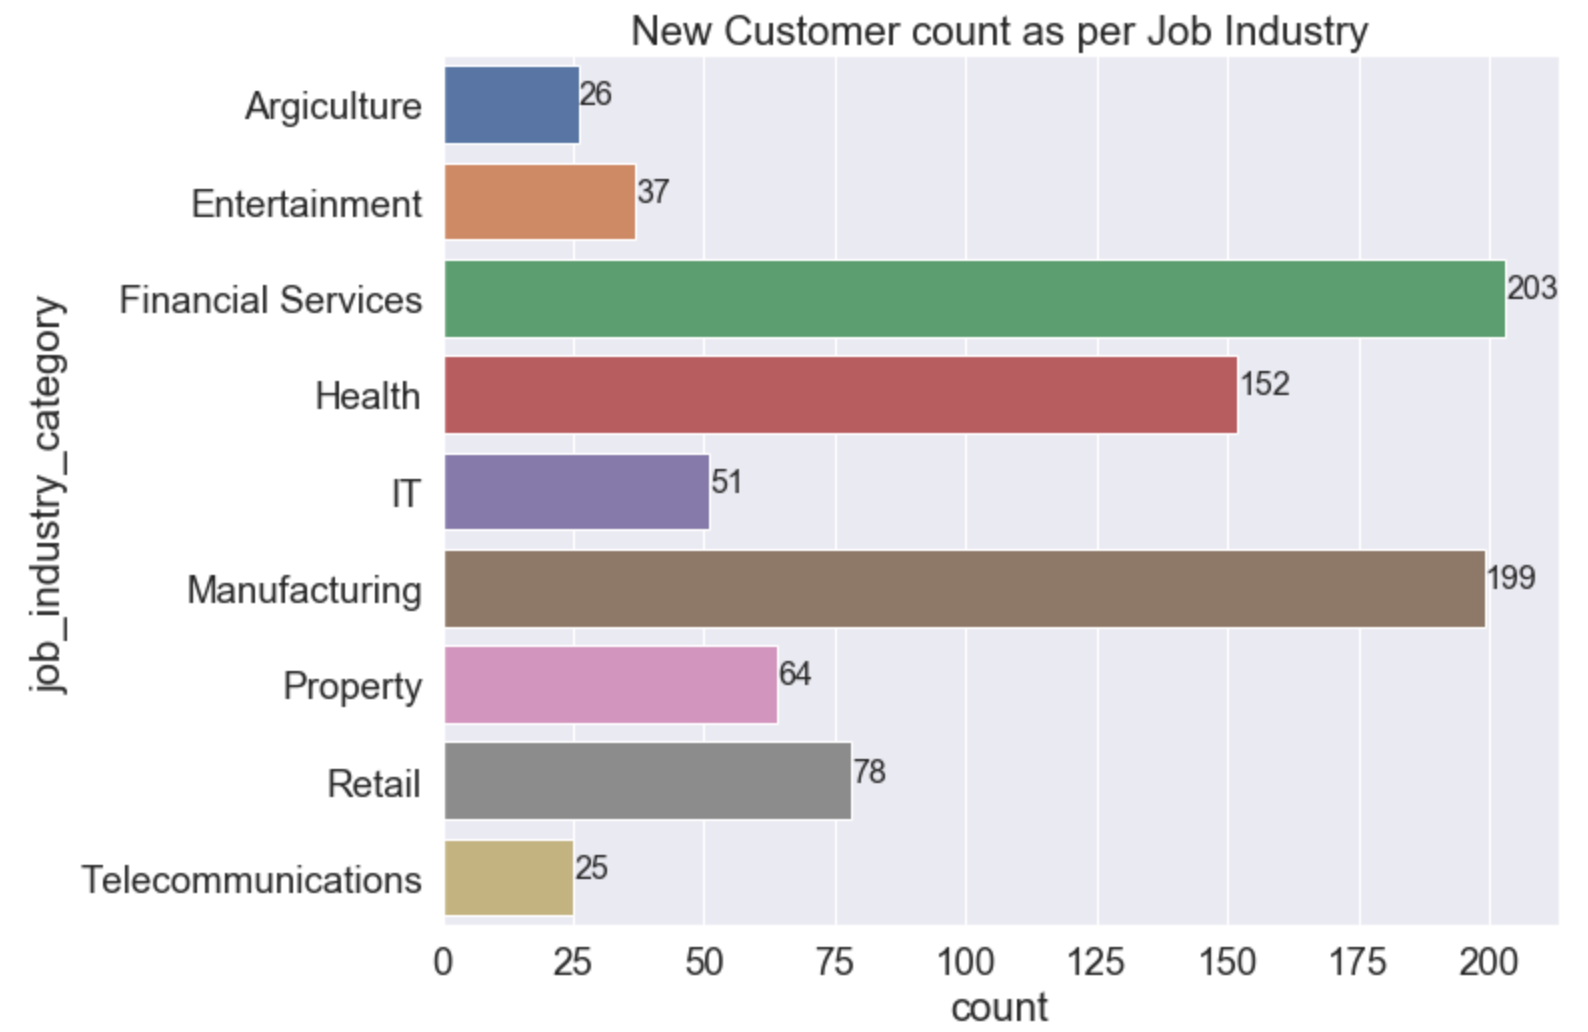 New Customer count as per Job Industry
job_industry_category
Argiculture
26
Entertainment
37
Financial Services
203
Health
152
IT
51
Manufacturing
199
Property
64
Retail
78
Telecommunications
25
0 25 50 75 100 125 150 175 200
count